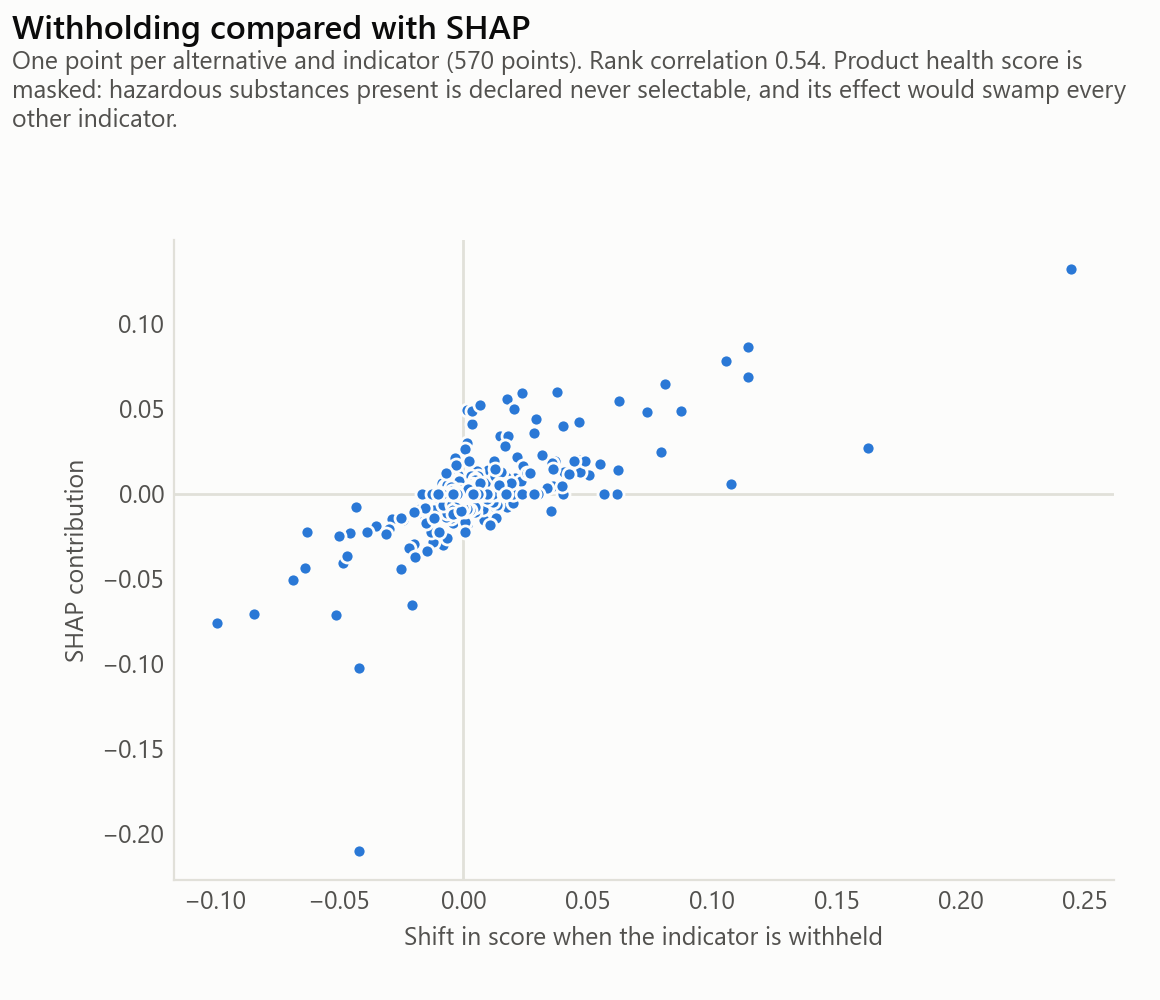 Withholding compared with SHAP
One point per alternative and indicator (570 points). Rank correlation 0.54. Product health score is
masked: hazardous substances present is declared never selectable, and its effect would swamp every
other indicator.
0.10
0.05
0.00
−0.05
−0.10
−0.15
−0.20
SHAP contribution
−0.10 −0.05 0.00 0.05 0.10 0.15 0.20 0.25
Shift in score when the indicator is withheld